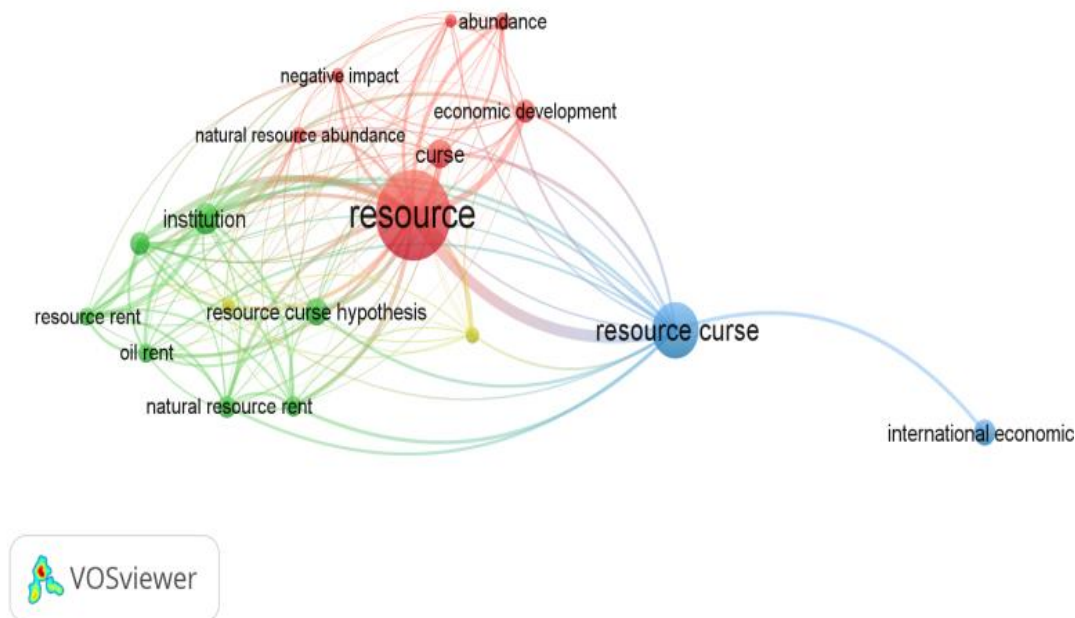 abundance
negative impact
economic development
natural resource abundance
curse
resource
institution
resource rent
resource curse hypothesis
resource curse
oil rent
natural resource rent
international economic
VOSviewer